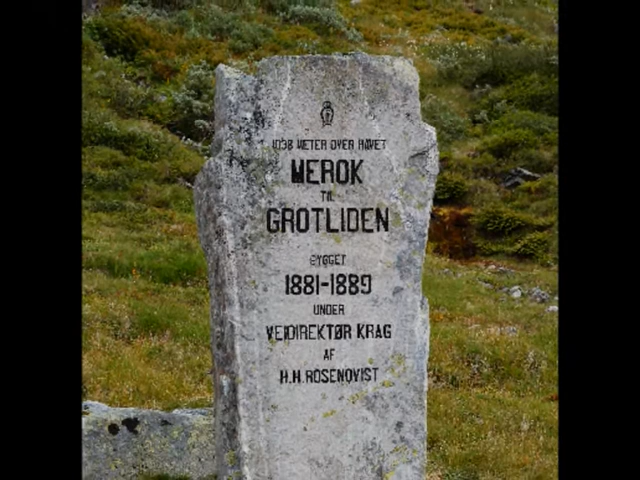 1038 METER OVER HAVET
MEROK
TIL
GROTLIDEN
BYGGET
1881-1889
UNDER
VEIDIREKTØR KRAG
AF
H.H. ROSENQVIST